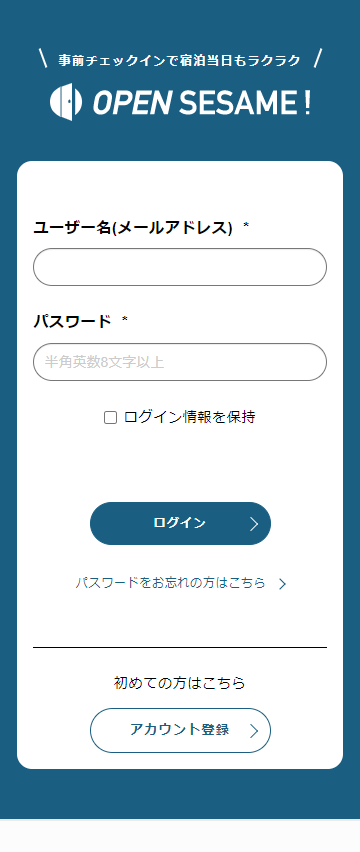 事前チェックインで宿泊当日もラクラク
OPEN SESAME!
ユーザー名(メールアドレス) *
パスワード *
半角英数8文字以上
ログイン情報を保持
ログイン
パスワードをお忘れの方はこちら
初めての方はこちら
アカウント登録